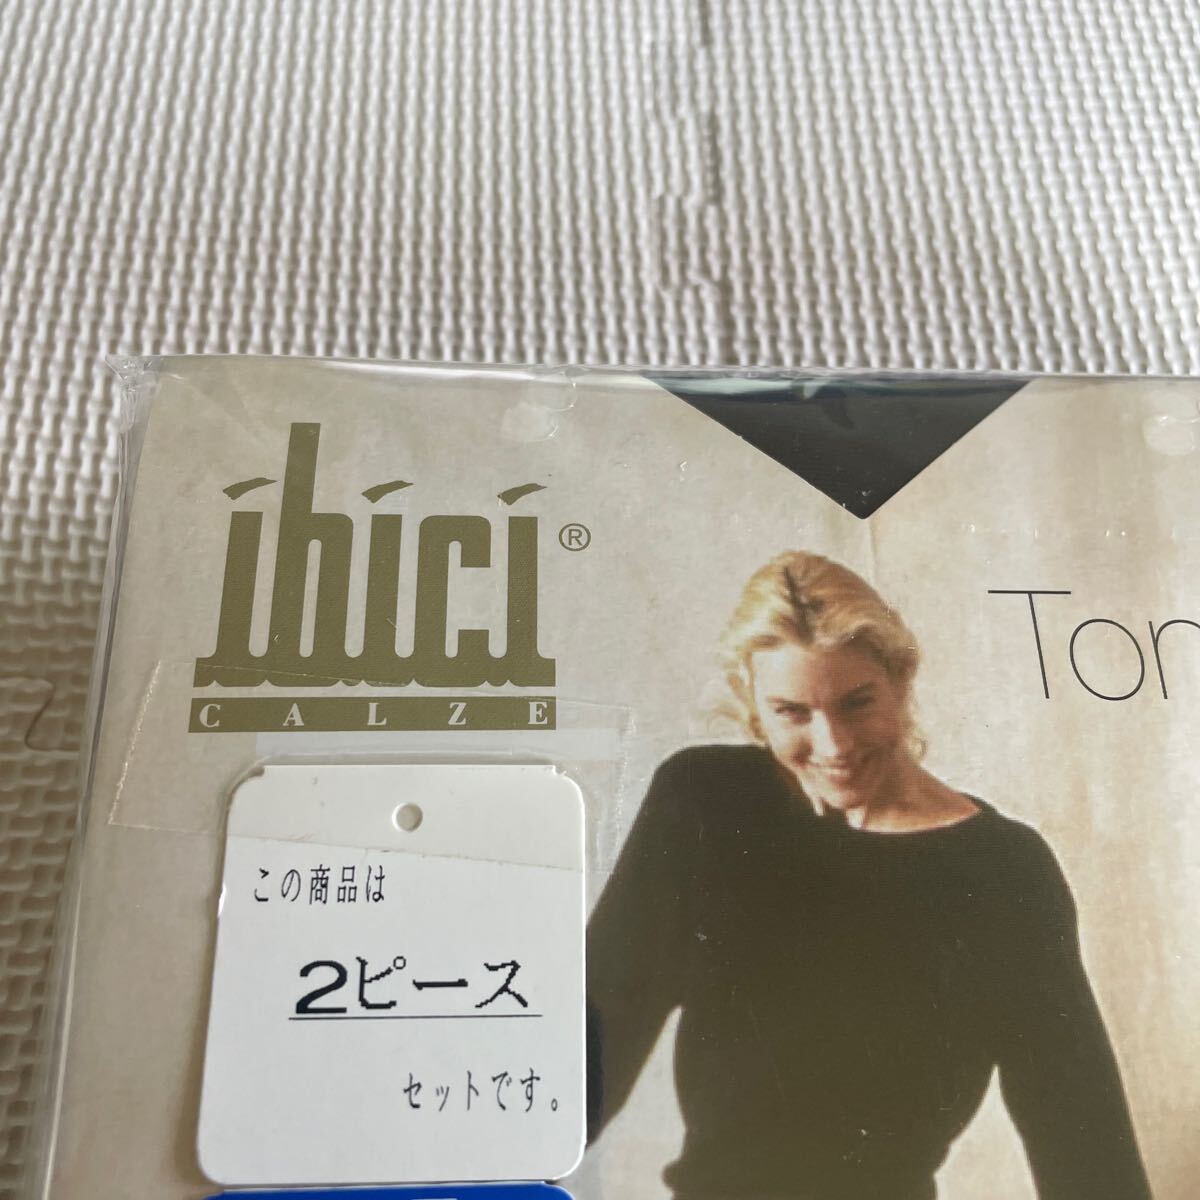 ibici®
CALZE
Ton
この商品は
2ピース
セットです。